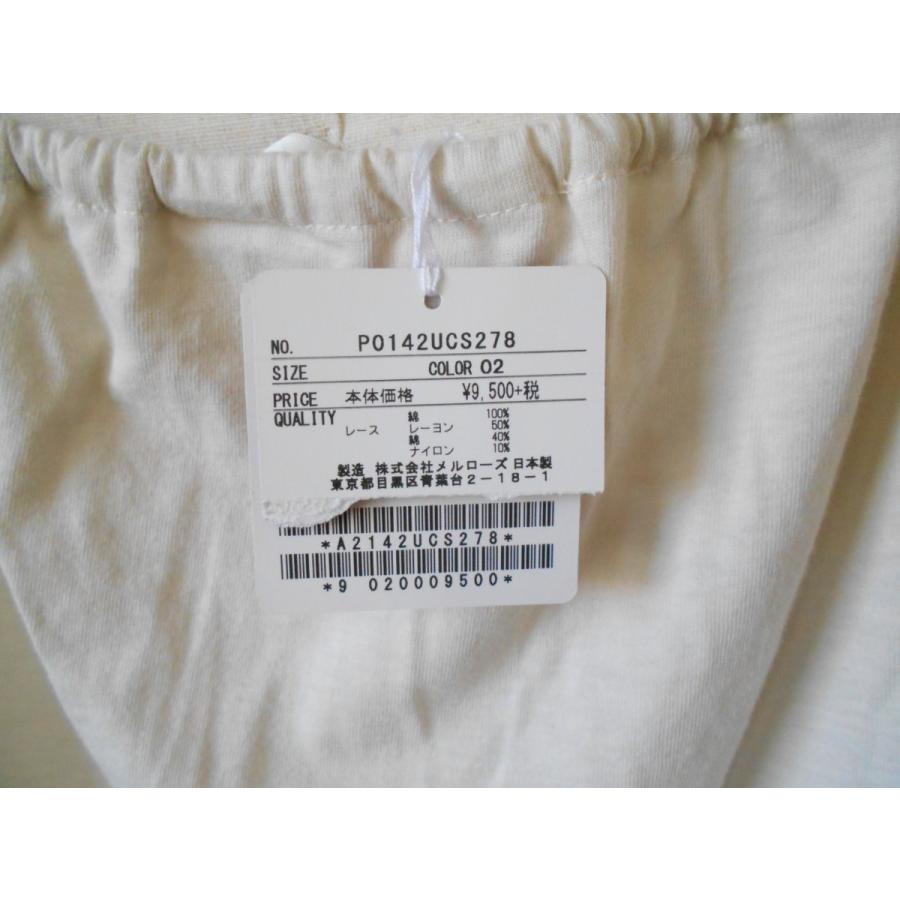 NO. P0142UCS278
SIZE COLOR 02
PRICE 本体価格 ¥9,500+税
QUALITY 綿 100%
レース レーヨン 50%
綿 40%
ナイロン 10%
製造 株式会社メルローズ 日本製
東京都目黒区青葉台2-18-1
*A2142UCS278*
*9 020009500*